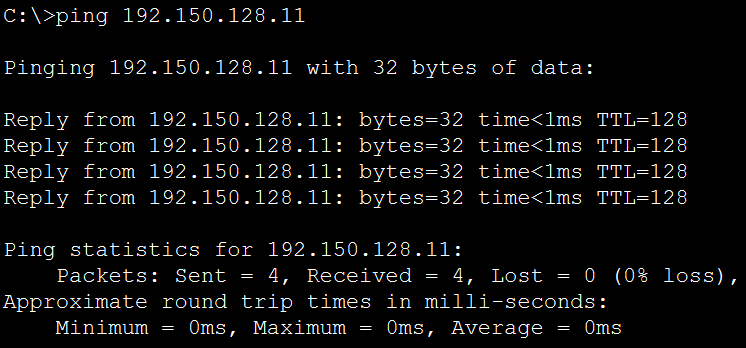 C:\>ping 192.150.128.11
Pinging 192.150.128.11 with 32 bytes of data:
Reply from 192.150.128.11: bytes=32 time<1ms TTL=128
Reply from 192.150.128.11: bytes=32 time<1ms TTL=128
Reply from 192.150.128.11: bytes=32 time<1ms TTL=128
Reply from 192.150.128.11: bytes=32 time<1ms TTL=128
Ping statistics for 192.150.128.11:
Packets: Sent = 4, Received = 4, Lost = 0 (0% loss),
Approximate round trip times in milli-seconds:
Minimum = 0ms, Maximum = 0ms, Average = 0ms